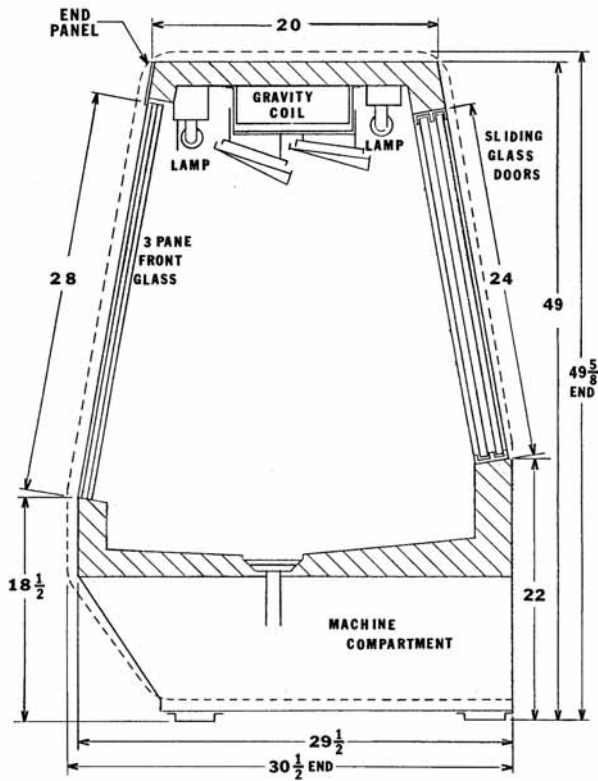 END
PANEL
20
GRAVITY
COIL
LAMP
LAMP
SLIDING
GLASS
DOORS
3 PANE
FRONT
GLASS
28
24
49
49 5/8
END
18 1/2
22
MACHINE
COMPARTMENT
29 1/2
30 1/2 END